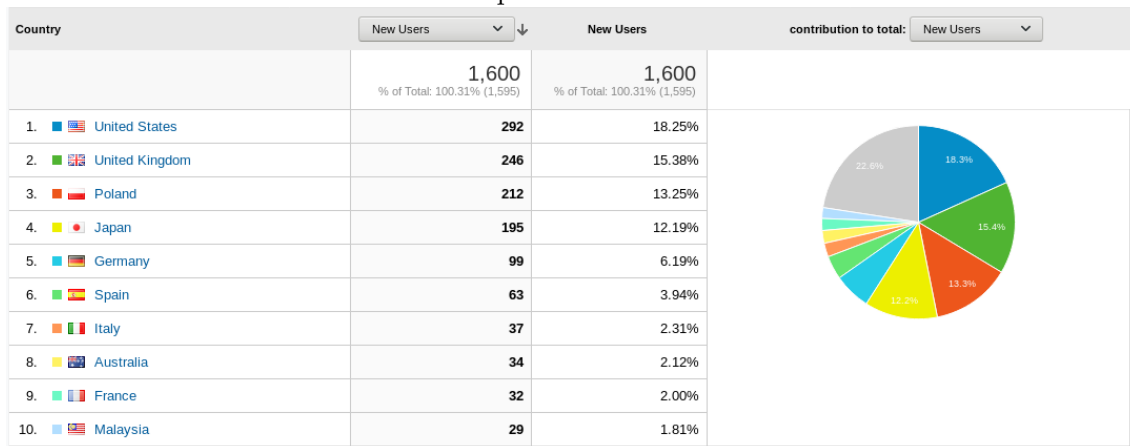 Country New Users New Users contribution to total: New Users
1,600 1,600
% of Total: 100.31% (1,595) % of Total: 100.31% (1,595)
1. United States 292 18.25%
2. United Kingdom 246 15.38%
3. Poland 212 13.25%
4. Japan 195 12.19%
5. Germany 99 6.19%
6. Spain 63 3.94%
7. Italy 37 2.31%
8. Australia 34 2.12%
9. France 32 2.00%
10. Malaysia 29 1.81%
22.6% 18.3%
15.4%
13.3%
12.2%